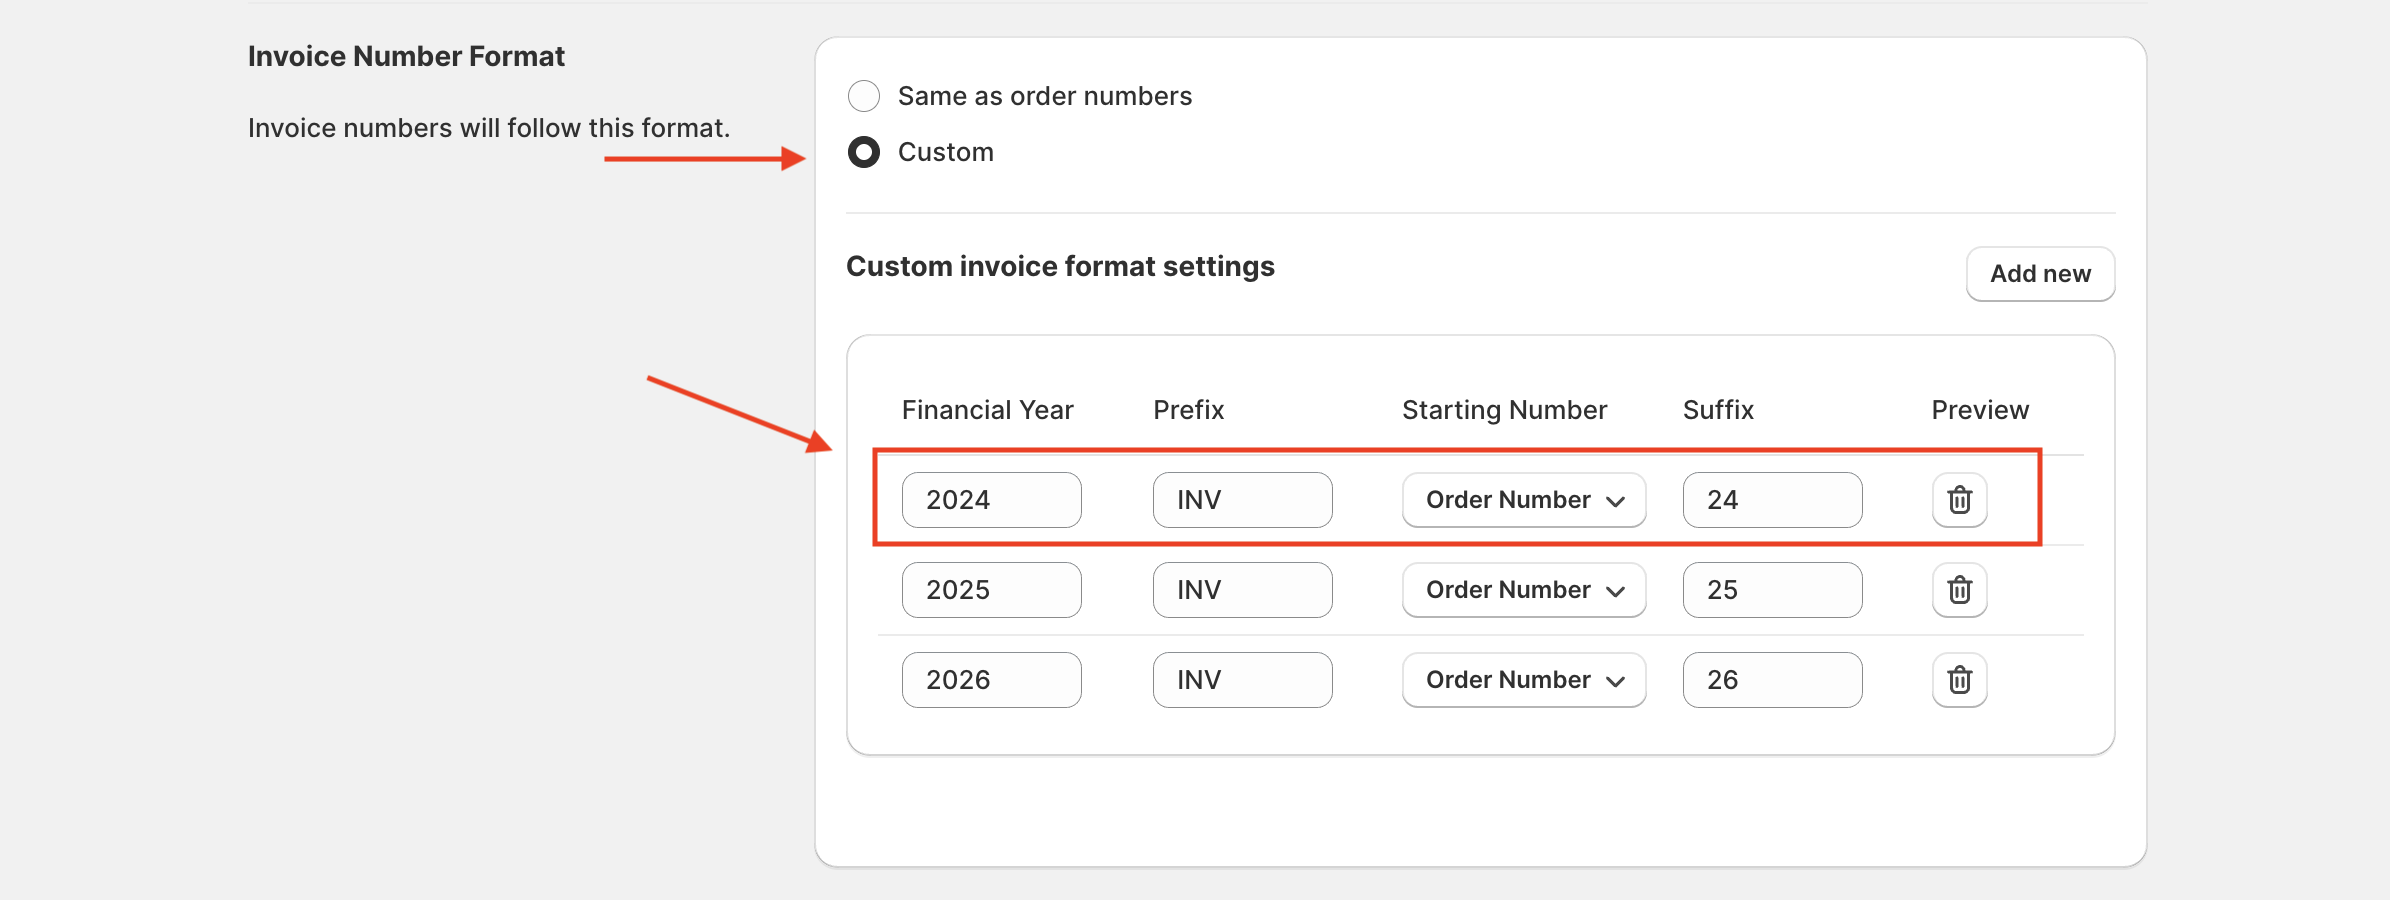 Invoice Number Format
Invoice numbers will follow this format.
Same as order numbers
Custom
Custom invoice format settings
Add new
Financial Year Prefix Starting Number Suffix Preview
2024 INV Order Number 24
2025 INV Order Number 25
2026 INV Order Number 26